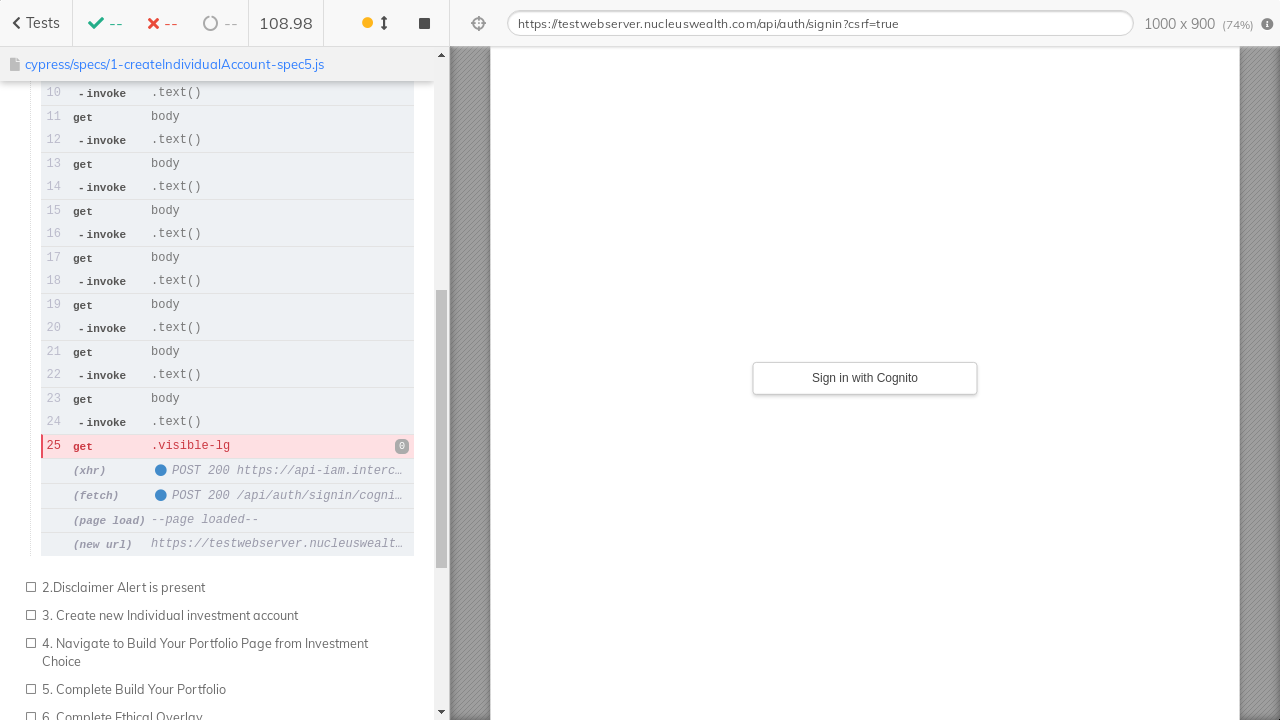 Tests
--
--
--
108.98
https://testwebserver.nucleuswealth.com/api/auth/signin?csrf=true
1000 x 900 (74%)
cypress/specs/1-createIndividualAccount-spec5.js
10 - invoke .text()
11 get body
12 - invoke .text()
13 get body
14 - invoke .text()
15 get body
16 - invoke .text()
17 get body
18 - invoke .text()
19 get body
20 - invoke .text()
21 get body
22 - invoke .text()
23 get body
24 - invoke .text()
25 get .visible-lg 0
(xhr) POST 200 https://api-iam.interc...
(fetch) POST 200 /api/auth/signin/cogni...
(page load) --page loaded--
(new url) https://testwebserver.nucleuswealt...
2.Disclaimer Alert is present
3. Create new Individual investment account
4. Navigate to Build Your Portfolio Page from Investment
Choice
5. Complete Build Your Portfolio
6. Complete Ethical Overlay
Sign in with Cognito